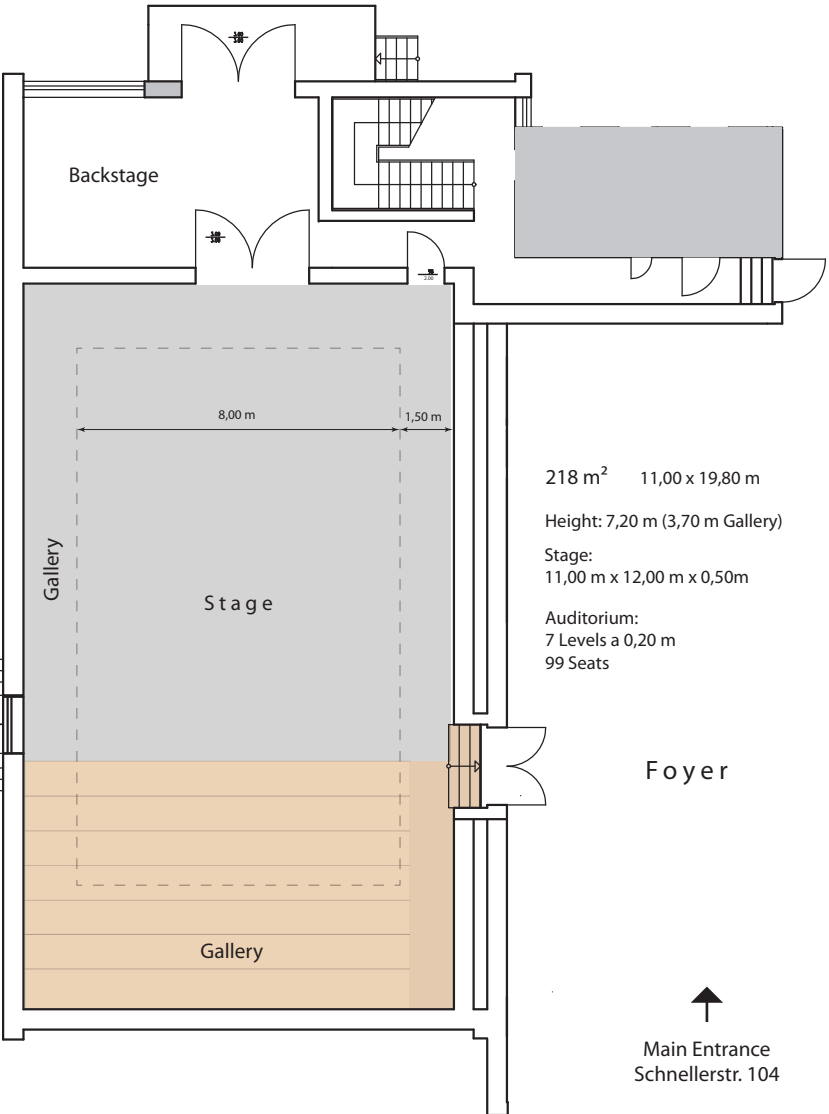 Backstage
8,00 m
1,50 m
218 m² 11,00 x 19,80 m
Height: 7,20 m (3,70 m Gallery)
Stage:
11,00 m x 12,00 m x 0,50m
Gallery
Stage
Auditorium:
7 Levels a 0,20 m
99 Seats
Foyer
Gallery
Main Entrance
Schnellerstr. 104